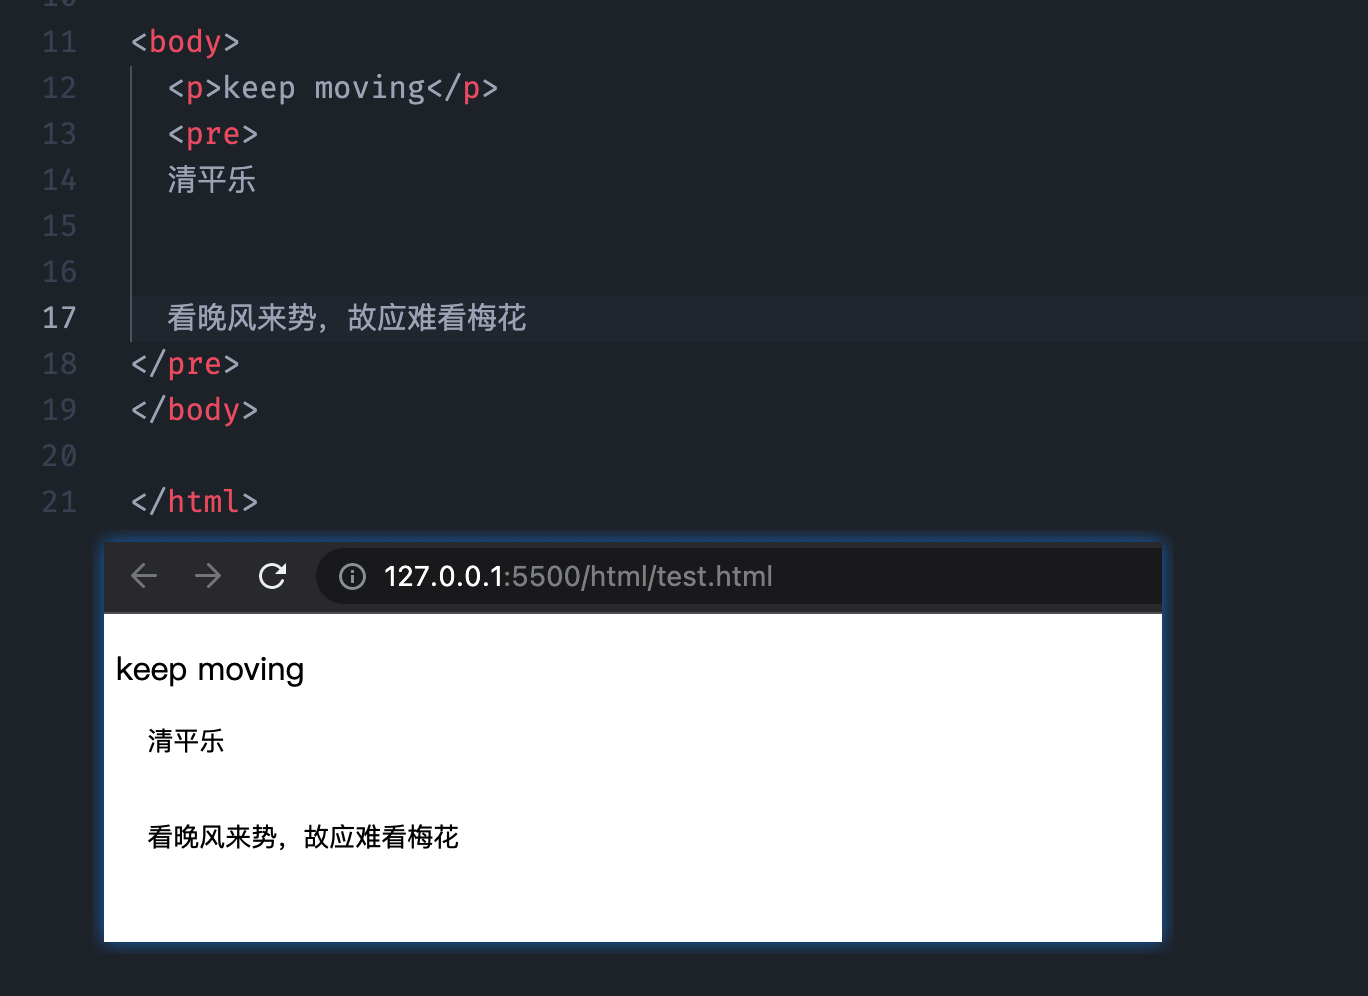 11 <body>
12 <p>keep moving</p>
13 <pre>
14 清平乐
15
16
17 看晚风来势，故应难看梅花
18 </pre>
19 </body>
20
21 </html>
127.0.0.1:5500/html/test.html
keep moving
清平乐
看晚风来势，故应难看梅花